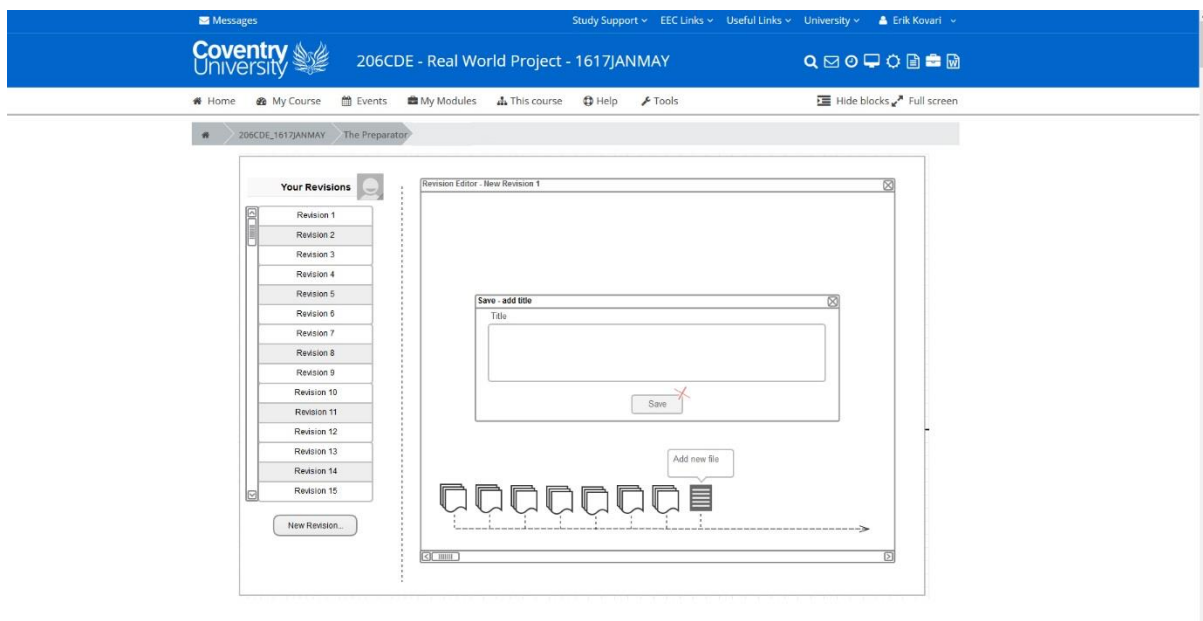 Messages
Study Support EEC Links Useful Links University Erik Kovari
Coventry University
206CDE - Real World Project - 1617JANMAY
Home My Course Events My Modules This course Help Tools Hide blocks Full screen
206CDE_1617JANMAY The Preparator
Your Revisions
Revision 1
Revision 2
Revision 3
Revision 4
Revision 5
Revision 6
Revision 7
Revision 8
Revision 9
Revision 10
Revision 11
Revision 12
Revision 13
Revision 14
Revision 15
New Revision...
Revision Editor - New Revision 1
Save - add title
Title
Save
Add new file